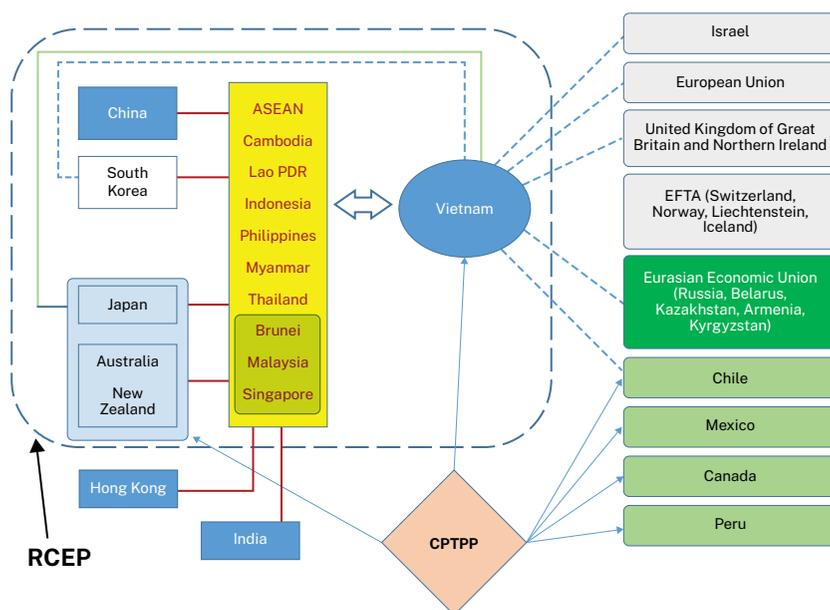 China
South
Korea
Japan
Australia
New
Zealand
Hong Kong
India
RCEP
ASEAN
Cambodia
Lao PDR
Indonesia
Philippines
Myanmar
Thailand
Brunei
Malaysia
Singapore
Vietnam
CPTPP
Israel
European Union
United Kingdom of Great
Britain and Northern Ireland
EFTA (Switzerland,
Norway, Liechtenstein,
Iceland)
Eurasian Economic Union
(Russia, Belarus,
Kazakhstan, Armenia,
Kyrgyzstan)
Chile
Mexico
Canada
Peru